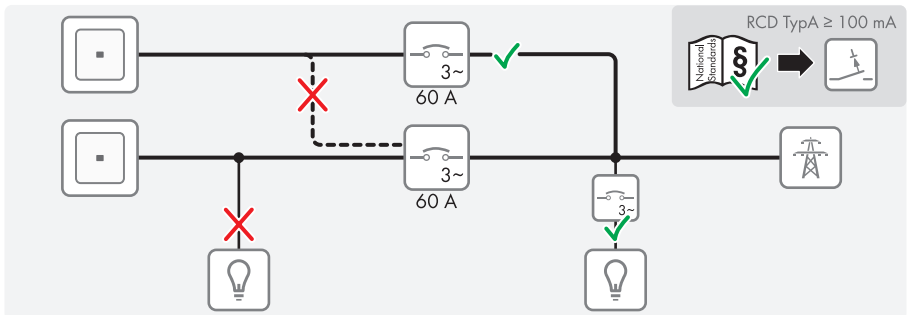 RCD TypA ≥ 100 mA
National
Standards
§
3~
60 A
3~
60 A
3~